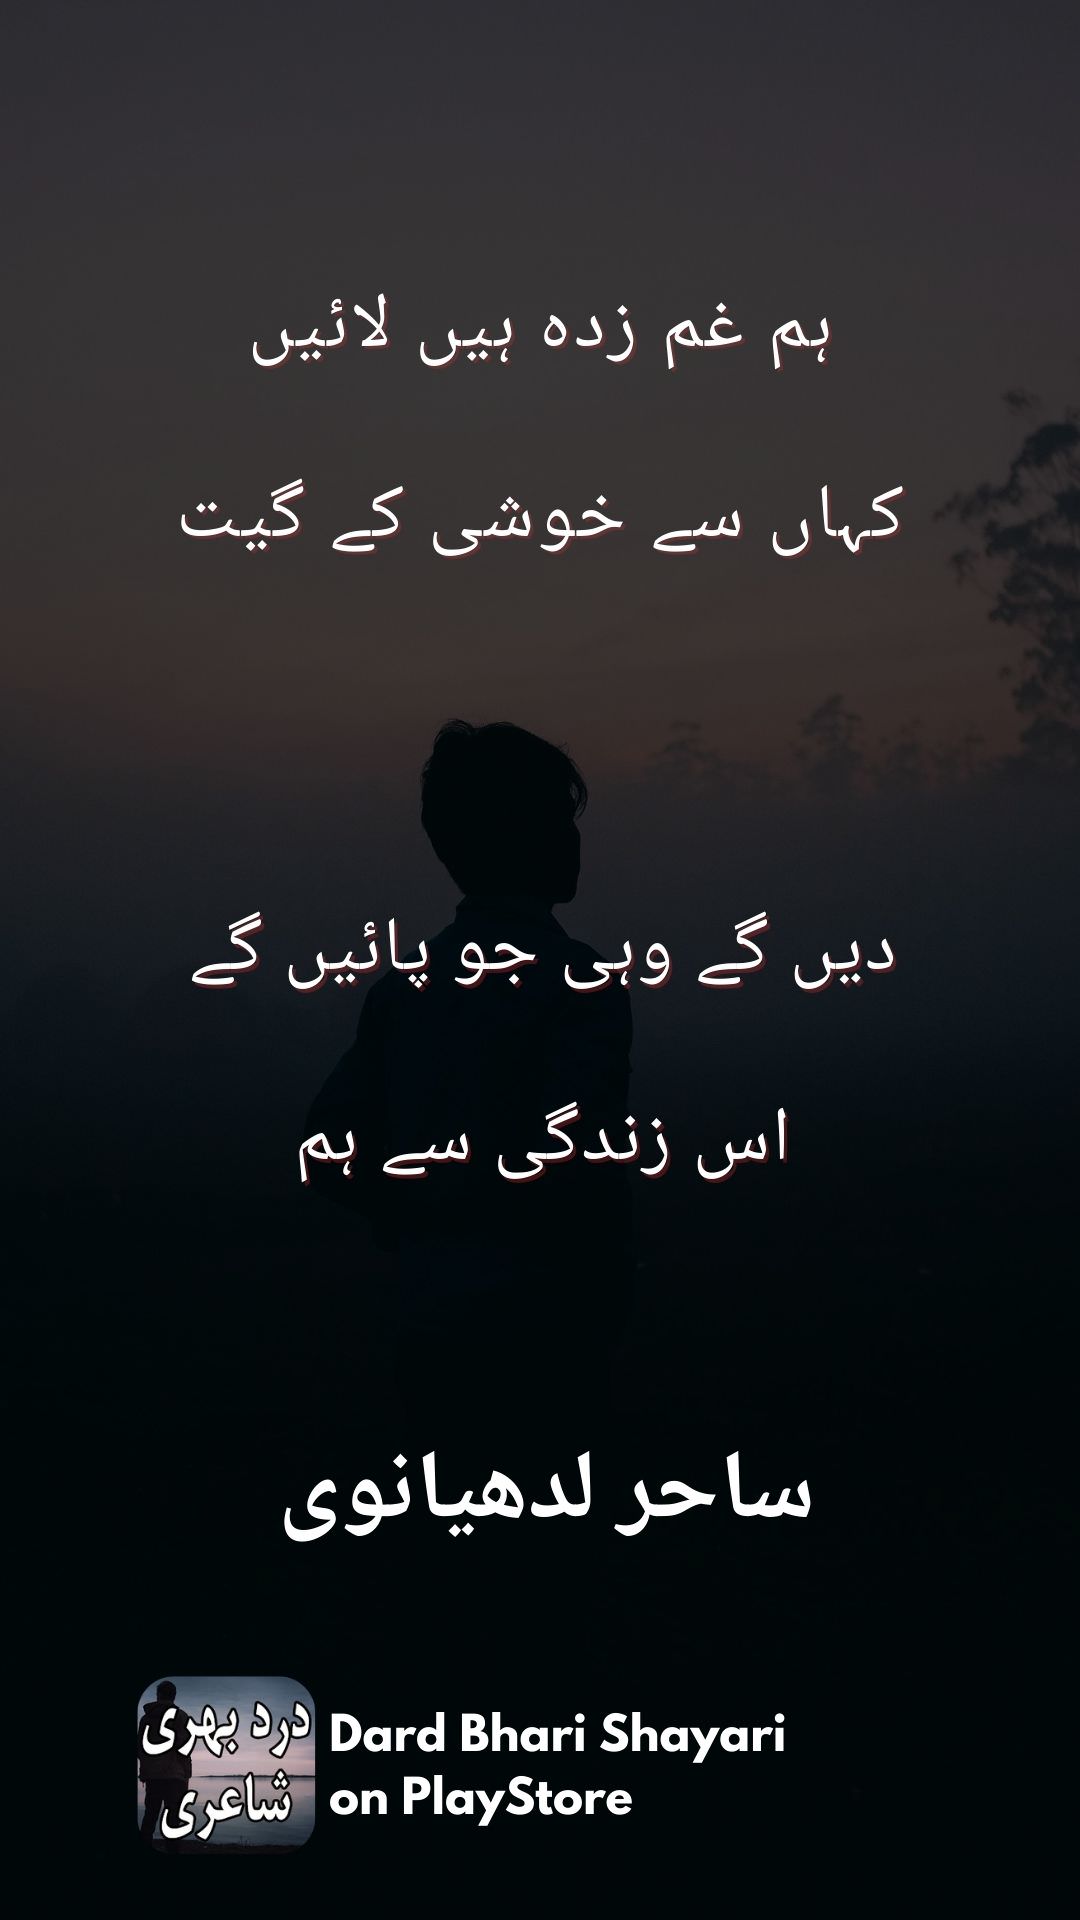 ہم غم زدہ ہیں لائیں
کہاں سے خوشی کے گیت
دیں گے وہی جو پائیں گے
اس زندگی سے ہم
ساحر لدھیانوی
درد بھری
شاعری
Dard Bhari Shayari
on PlayStore